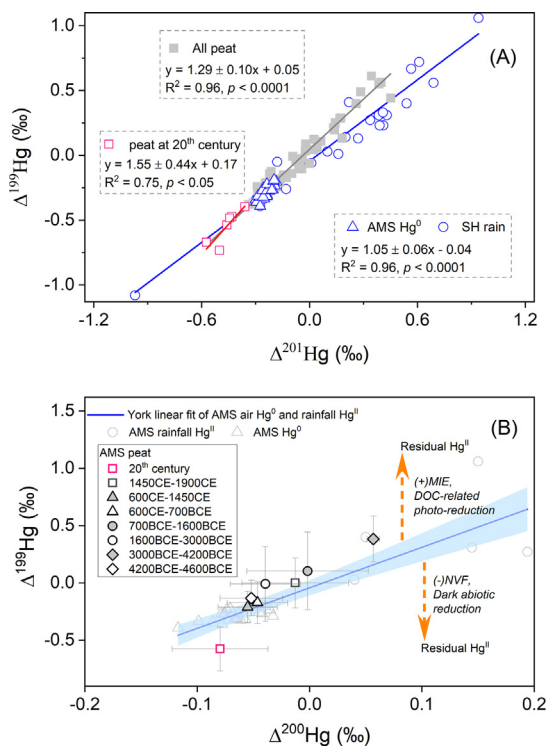 (A)
All peat
y = 1.29 ± 0.10x + 0.05
R² = 0.96, p < 0.0001
peat at 20th century
y = 1.55 ± 0.44x + 0.17
R² = 0.75, p < 0.05
AMS Hg⁰ SH rain
y = 1.05 ± 0.06x - 0.04
R² = 0.96, p < 0.0001
Δ¹⁹⁹Hg (‰)
1.0
0.5
0.0
-0.5
-1.0
-1.2 -0.6 0.0 0.6 1.2
Δ²⁰¹Hg (‰)
York linear fit of AMS air Hg⁰ and rainfall Hgᴵᴵ
(B)
AMS rainfall Hgᴵᴵ AMS Hg⁰
AMS peat
20th century
1450CE-1900CE
600CE-1450CE
600CE-700BCE
700BCE-1600BCE
1600BCE-3000BCE
3000BCE-4200BCE
4200BCE-4600BCE
Residual Hgᴵᴵ
(+)MIE,
DOC-related
photo-reduction
(-)NVF,
Dark abiotic
reduction
Residual Hgᴵᴵ
Δ¹⁹⁹Hg (‰)
1.5
1.0
0.5
0.0
-0.5
-0.2 -0.1 0.0 0.1 0.2
Δ²⁰⁰Hg (‰)